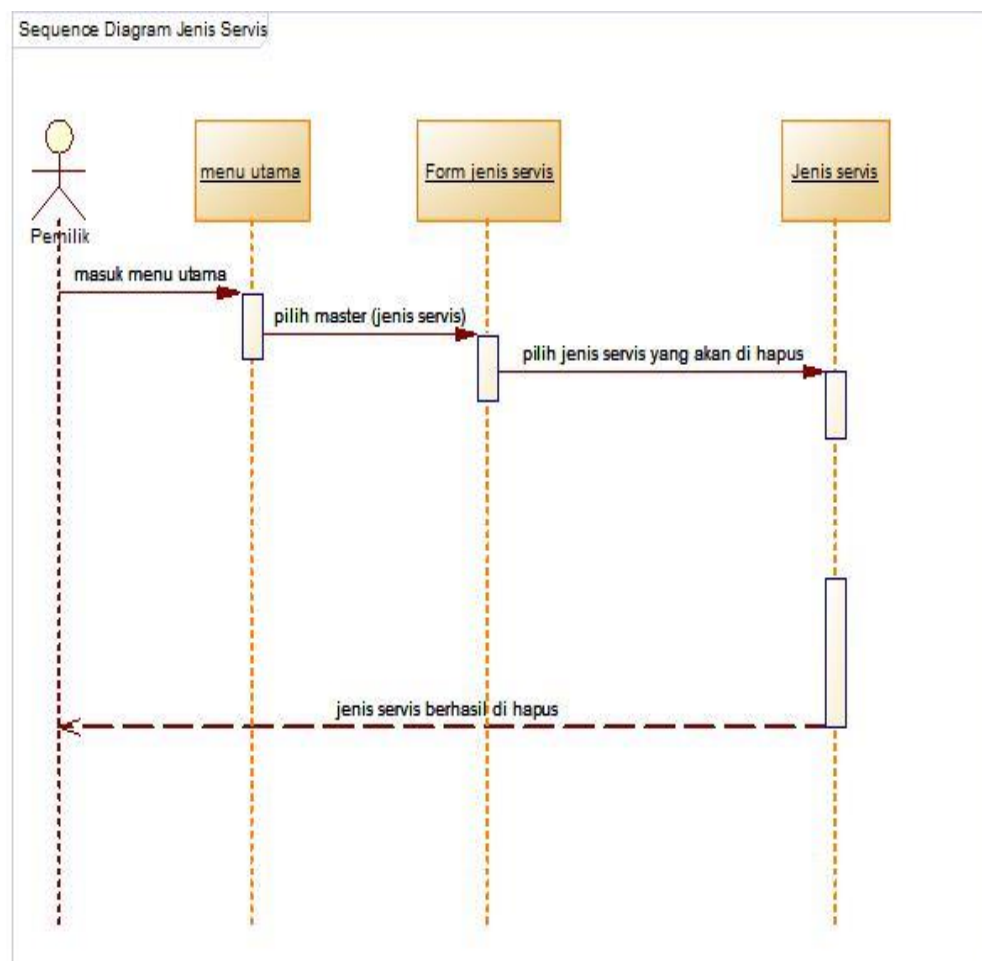 Sequence Diagram Jenis Servis
menu utama
Form jenis servis
Jenis servis
Pemilik
masuk menu utama
pilih master (jenis servis)
pilih jenis servis yang akan di hapus
jenis servis berhasil di hapus